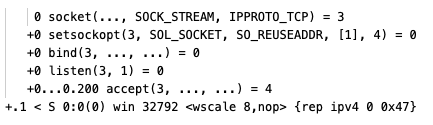 0 socket(..., SOCK_STREAM, IPPROTO_TCP) = 3
+0 setsockopt(3, SOL_SOCKET, SO_REUSEADDR, [1], 4) = 0
+0 bind(3, ..., ...) = 0
+0 listen(3, 1) = 0
+0...0.200 accept(3, ..., ...) = 4
+.1 < S 0:0(0) win 32792 <wscale 8,nop> {rep ipv4 0 0x47}